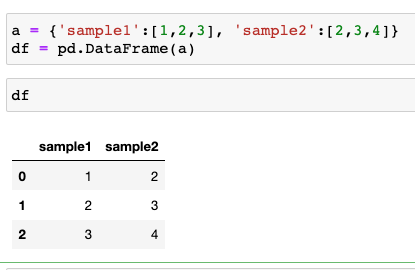 a = {'sample1':[1,2,3], 'sample2':[2,3,4]}
df = pd.DataFrame(a)
df
sample1 sample2
0 1 2
1 2 3
2 3 4